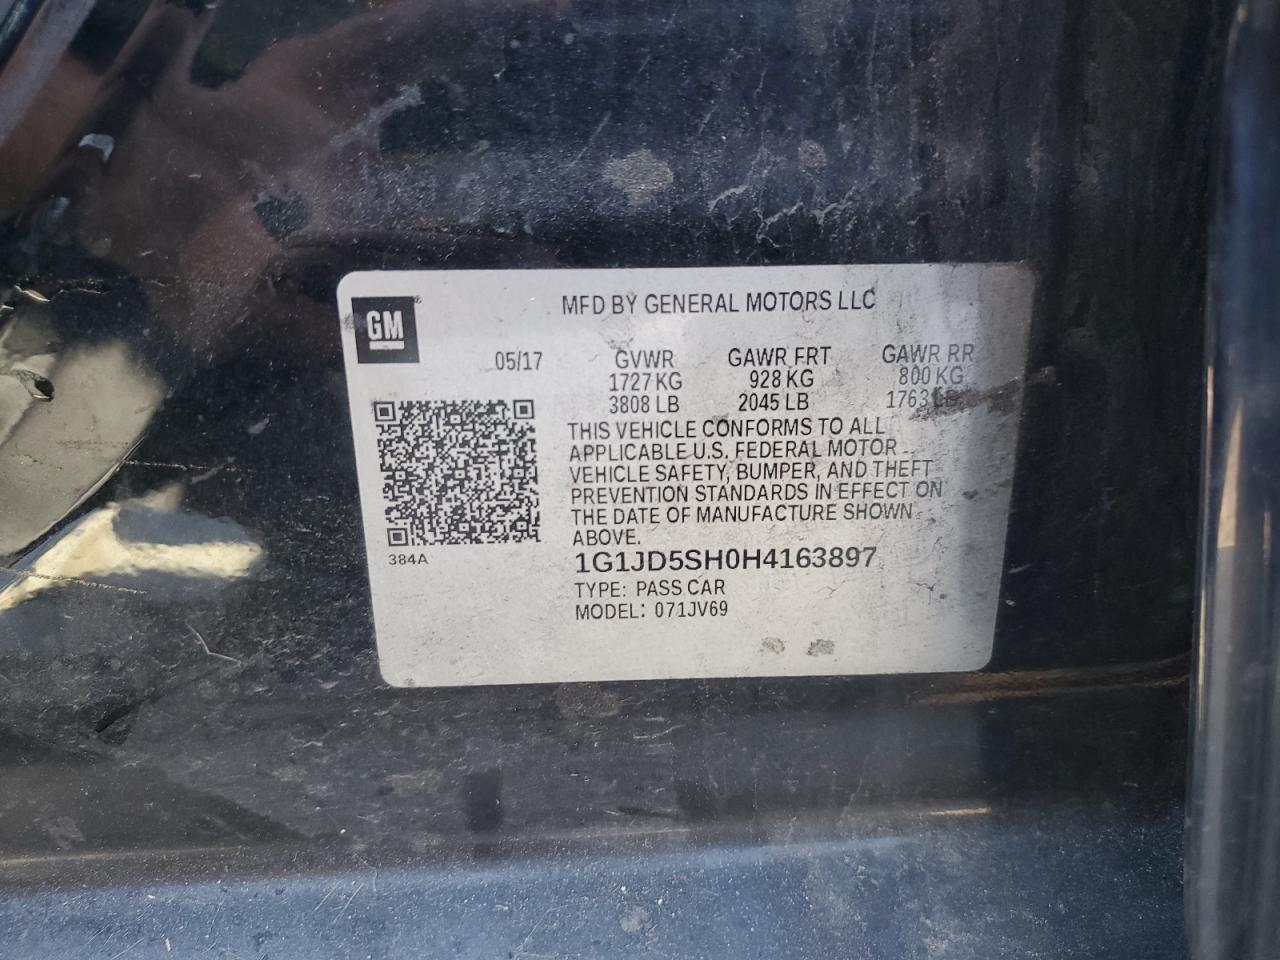 GM®
MFD BY GENERAL MOTORS LLC
05/17 GVWR GAWR FRT GAWR RR
1727 KG 928 KG 800 KG
3808 LB 2045 LB 1763 LB
THIS VEHICLE CONFORMS TO ALL
APPLICABLE U.S. FEDERAL MOTOR
VEHICLE SAFETY, BUMPER, AND THEFT
PREVENTION STANDARDS IN EFFECT ON
THE DATE OF MANUFACTURE SHOWN
ABOVE.
384A
1G1JD5SH0H4163897
TYPE: PASS CAR
MODEL: 071JV69